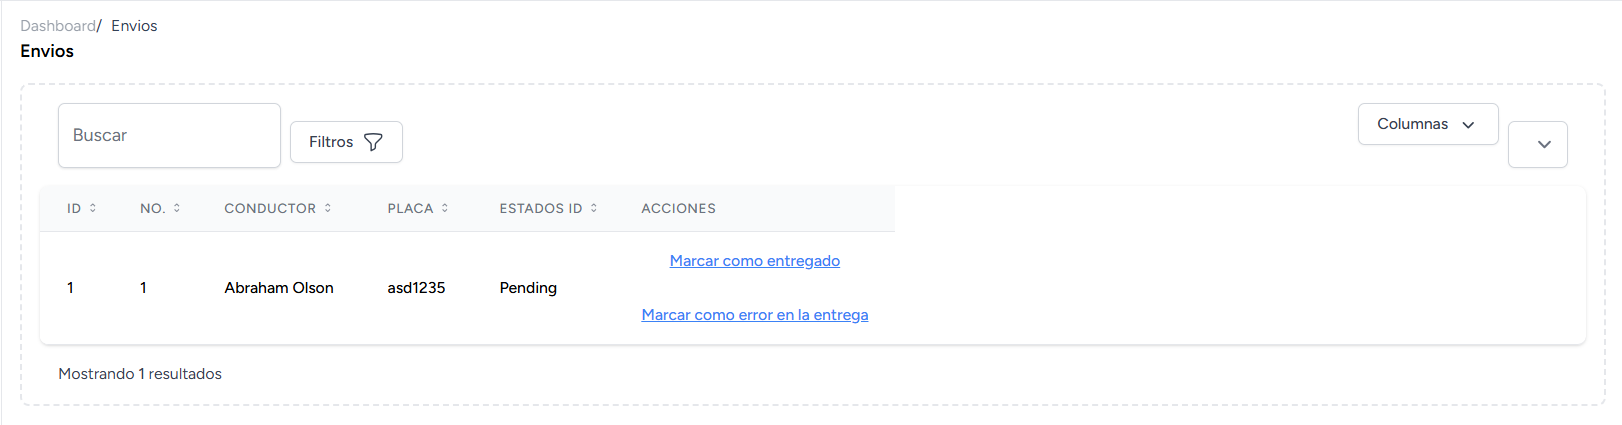 Dashboard/ Envios
Envios
Buscar
Filtros
Columnas
ID NO. CONDUCTOR PLACA ESTADOS ID ACCIONES
Marcar como entregado
1 1 Abraham Olson asd1235 Pending
Marcar como error en la entrega
Mostrando 1 resultados